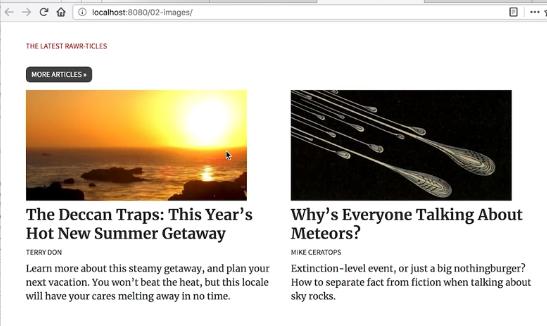 localhost:8080/02-images/
THE LATEST RAWR-TICLES
MORE ARTICLES »
The Deccan Traps: This Year’s
Hot New Summer Getaway
TERRY DON
Learn more about this steamy getaway, and plan your
next vacation. You won’t beat the heat, but this locale
will have your cares melting away in no time.
Why’s Everyone Talking About
Meteors?
MIKE CERATOPS
Extinction-level event, or just a big nothingburger?
How to separate fact from fiction when talking about
sky rocks.